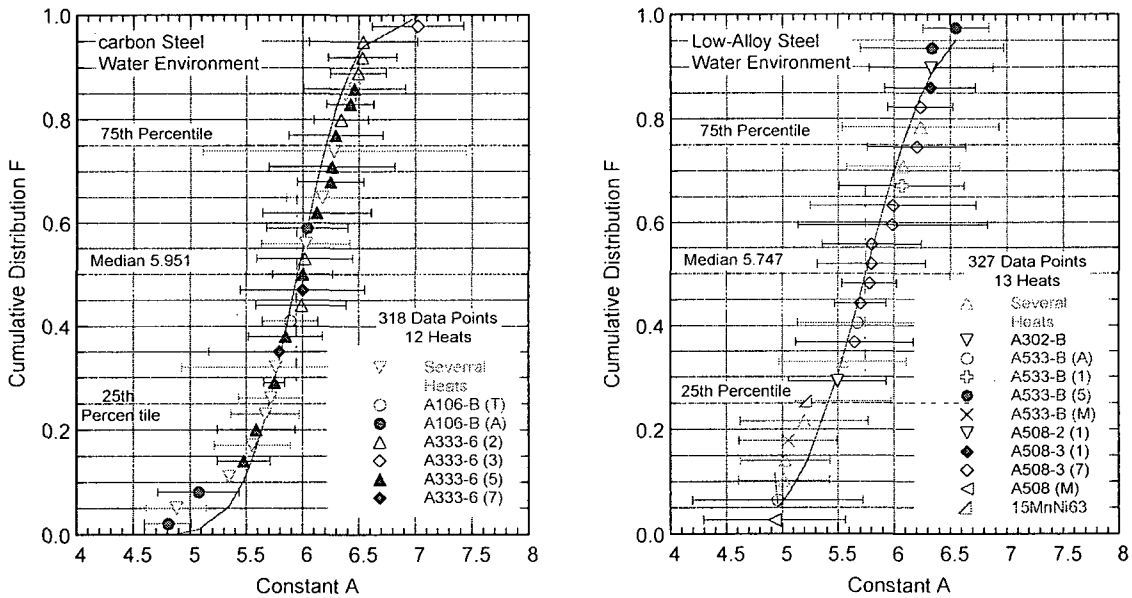 carbon Steel
Water Environment
75th Percentile
Median 5.951
318 Data Points
12 Heats
25th
Percentile
Severral
Heats
A106-B (T)
A106-B (A)
A333-6 (2)
A333-6 (3)
A333-6 (5)
A333-6 (7)
Cumulative Distribution F
1.0
0.8
0.6
0.4
0.2
0.0
4 4.5 5 5.5 6 6.5 7 7.5 8
Constant A
Low-Alloy Steel
Water Environment
75th Percentile
Median 5.747
327 Data Points
13 Heats
25th Percentile
Several
Heats
A302-B
A533-B (A)
A533-B (1)
A533-B (5)
A533-B (M)
A508-2 (1)
A508-3 (1)
A508-3 (7)
A508 (M)
15MnNi63
Cumulative Distribution F
1.0
0.8
0.6
0.4
0.2
0.0
4 4.5 5 5.5 6 6.5 7 7.5 8
Constant A